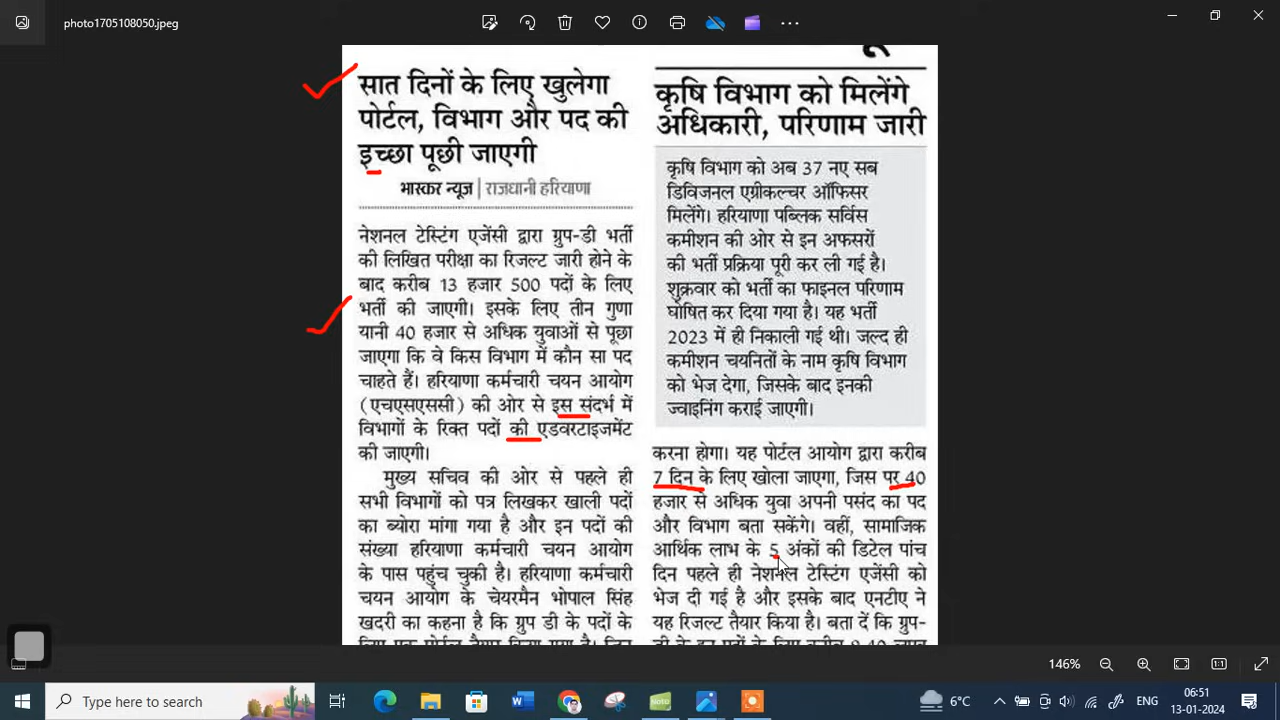 photo1705108050.jpeg
सात दिनों के लिए खुलेगा
पोर्टल, विभाग और पद की
इच्छा पूछी जाएगी
भास्कर न्यूज | राजधानी हरियाणा
नेशनल टेस्टिंग एजेंसी द्वारा ग्रुप-डी भर्ती
की लिखित परीक्षा का रिजल्ट जारी होने के
बाद करीब 13 हजार 500 पदों के लिए
भर्ती की जाएगी। इसके लिए तीन गुणा
यानी 40 हजार से अधिक युवाओं से पूछा
जाएगा कि वे किस विभाग में कौन सा पद
चाहते हैं। हरियाणा कर्मचारी चयन आयोग
(एचएसएससी) की ओर से इस संदर्भ में
विभागों के रिक्त पदों की एडवरटाइजमेंट
की जाएगी।
मुख्य सचिव की ओर से पहले ही
सभी विभागों को पत्र लिखकर खाली पदों
का ब्योरा मांगा गया है और इन पदों की
संख्या हरियाणा कर्मचारी चयन आयोग
के पास पहुंच चुकी है। हरियाणा कर्मचारी
चयन आयोग के चेयरमैन भोपाल सिंह
खदरी का कहना है कि ग्रुप डी के पदों के
कृषि विभाग को मिलेंगे
अधिकारी, परिणाम जारी
कृषि विभाग को अब 37 नए सब
डिविजनल एग्रीकल्चर ऑफिसर
मिलेंगे। हरियाणा पब्लिक सर्विस
कमीशन की ओर से इन अफसरों
की भर्ती प्रक्रिया पूरी कर ली गई है।
शुक्रवार को भर्ती का फाइनल परिणाम
घोषित कर दिया गया है। यह भर्ती
2023 में ही निकाली गई थी। जल्द ही
कमीशन चयनितों के नाम कृषि विभाग
को भेज देगा, जिसके बाद इनकी
ज्वाइनिंग कराई जाएगी।
करना होगा। यह पोर्टल आयोग द्वारा करीब
7 दिन के लिए खोला जाएगा, जिस पर 40
हजार से अधिक युवा अपनी पसंद का पद
और विभाग बता सकेंगे। वहीं, सामाजिक
आर्थिक लाभ के 5 अंकों की डिटेल पांच
दिन पहले ही नेशनल टेस्टिंग एजेंसी को
भेज दी गई है और इसके बाद एनटीए ने
यह रिजल्ट तैयार किया है। बता दें कि ग्रुप-
146%
Type here to search
6°C
ENG
06:51
13-01-2024